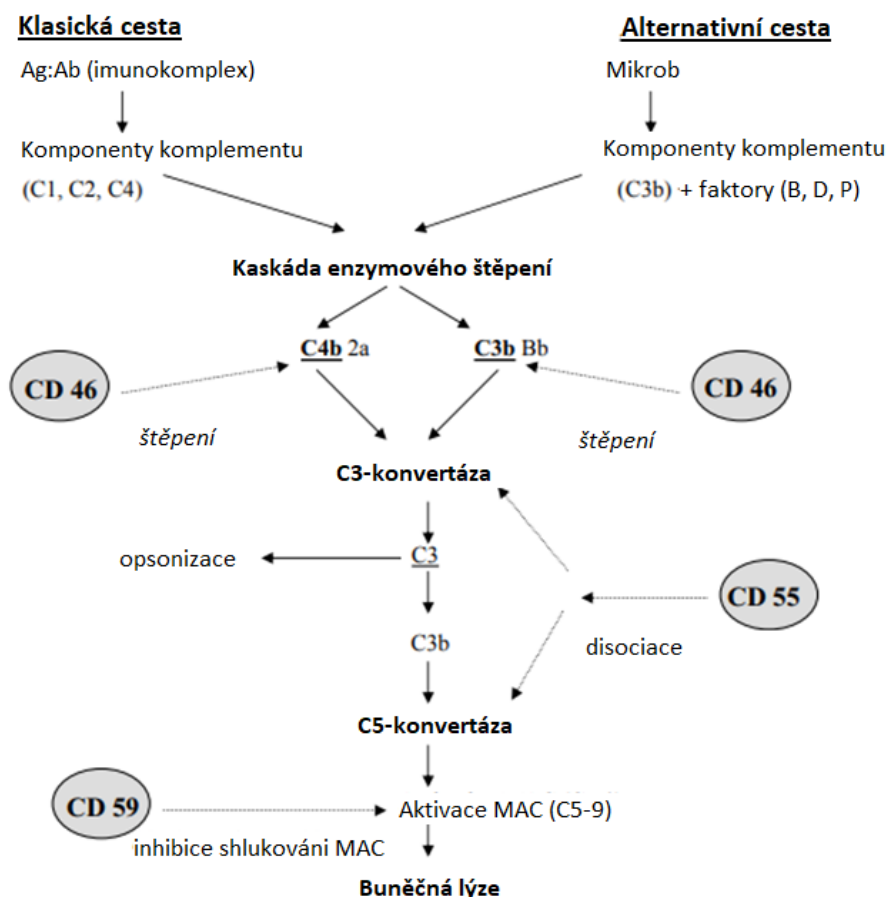 Klasická cesta
Alternativní cesta
Ag:Ab (imunokomplex)
Mikrob
Komponenty komplementu
(C1, C2, C4)
Komponenty komplementu
(C3b) + faktory (B, D, P)
Kaskáda enzymového štěpení
C4b 2a
C3b Bb
CD 46
CD 46
štěpení
štěpení
C3-konvertáza
opsonizace
C3
CD 55
C3b
disociace
C5-konvertáza
CD 59
Aktivace MAC (C5-9)
inhibice shlukováni MAC
Buněčná lýze